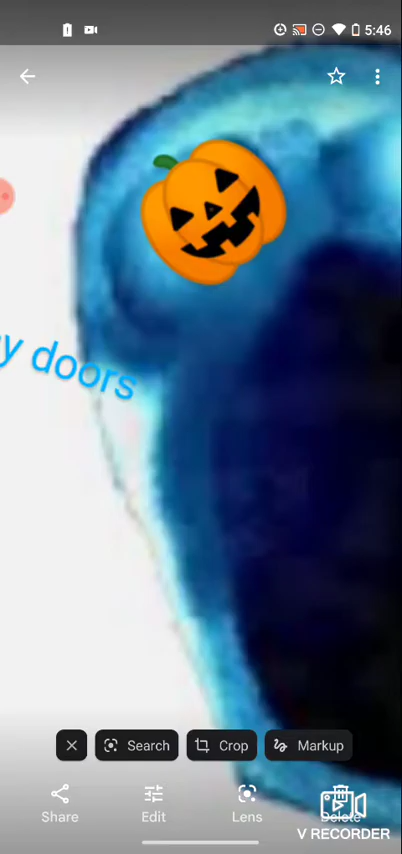 5:46
y doors
Search
Crop
Markup
Share
Edit
Lens
Delete
V RECORDER